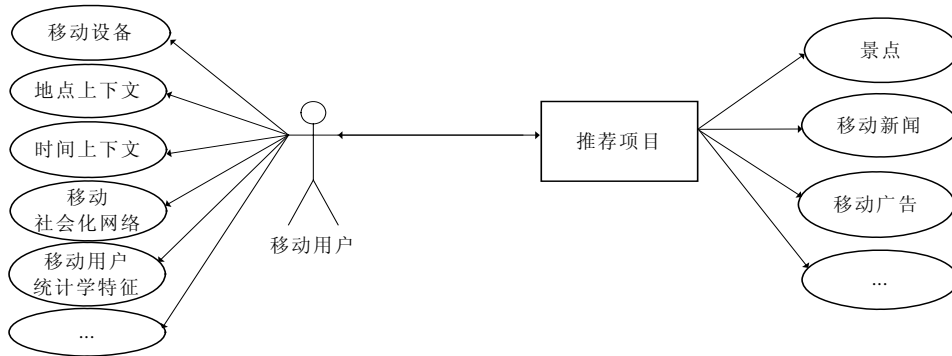 移动设备
地点上下文
时间上下文
移动
社会化网络
移动用户
统计学特征
...
移动用户
推荐项目
景点
移动新闻
移动广告
...